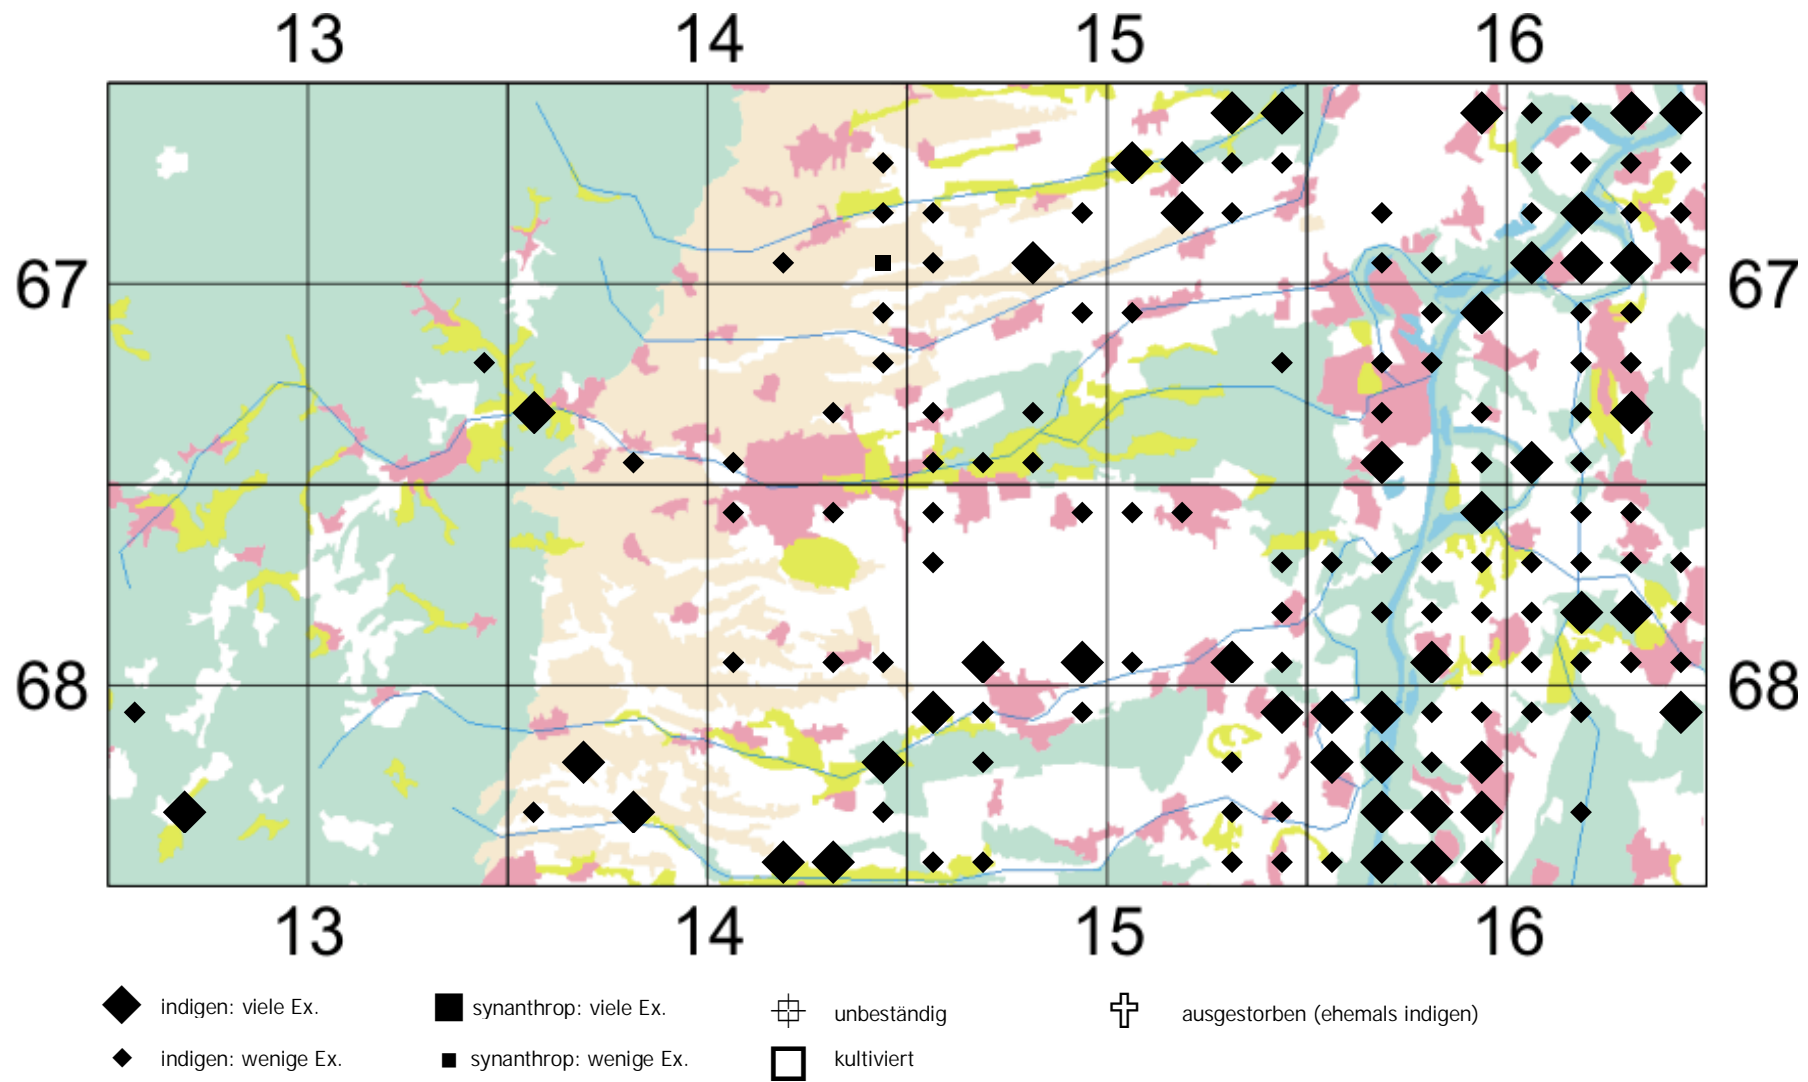 13 14 15 16
67 67
68 68
13 14 15 16
indigen: viele Ex. synanthrop: viele Ex. unbeständig ausgestorben (ehemals indigen)
indigen: wenige Ex. synanthrop: wenige Ex. kultiviert